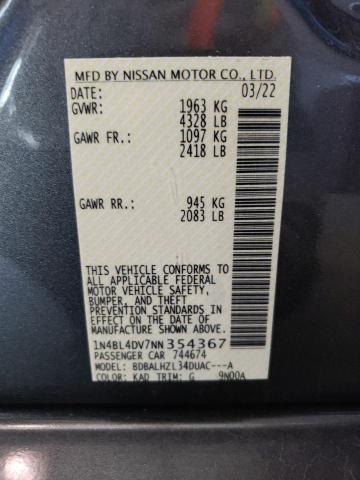 MFD BY NISSAN MOTOR CO., LTD.
DATE: 03/22
GVWR: 1963 KG
4328 LB
GAWR FR.: 1097 KG
2418 LB
GAWR RR.: 945 KG
2083 LB
THIS VEHICLE CONFORMS TO
ALL APPLICABLE FEDERAL
MOTOR VEHICLE SAFETY,
BUMPER, AND THEFT
PREVENTION STANDARDS
IN EFFECT ON THE DATE OF
MANUFACTURE SHOWN ABOVE.
1N4BL4DV7NN354367
PASSENGER CAR 744674
MODEL: BDBALHZL34DUAC---A
COLOR: KAD TRIM: G 9N00A